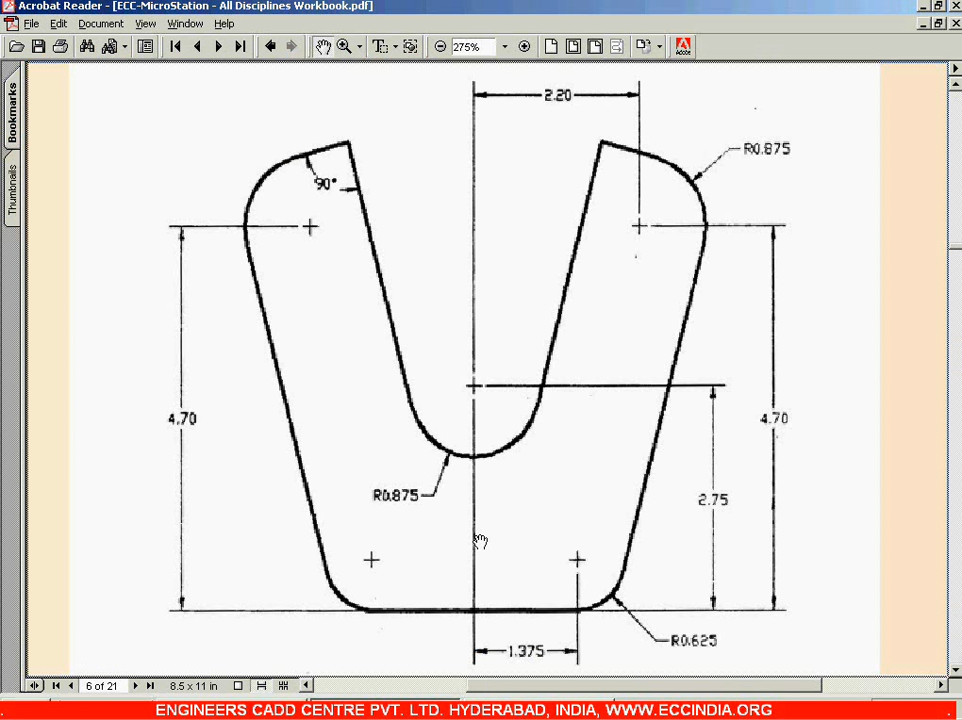 Acrobat Reader - [ECC-MicroStation - All Disciplines Workbook.pdf]
File Edit Document View Window Help
275%
Bookmarks
Thumbnails
2.20
R0.875
90°
4.70
4.70
2.75
R0.875
1.375
R0.625
6 of 21 8.5 x 11 in
ENGINEERS CADD CENTRE PVT. LTD. HYDERABAD, INDIA, WWW.ECCINDIA.ORG